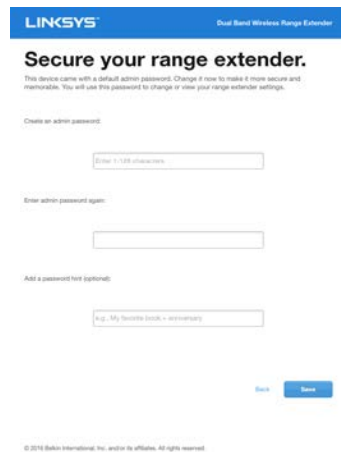 LINKSYS
Dual Band Wireless Range Extender
Secure your range extender.
This device came with a default admin password. Change it now to make it more secure and
memorable. You will use this password to change or view your range extender settings.
Create an admin password:
Enter 1-128 characters
Enter admin password again:
Add a password hint (optional):
e.g., My favorite book + anniversary
Back
Save
© 2016 Belkin International, Inc. and/or its affiliates. All rights reserved.